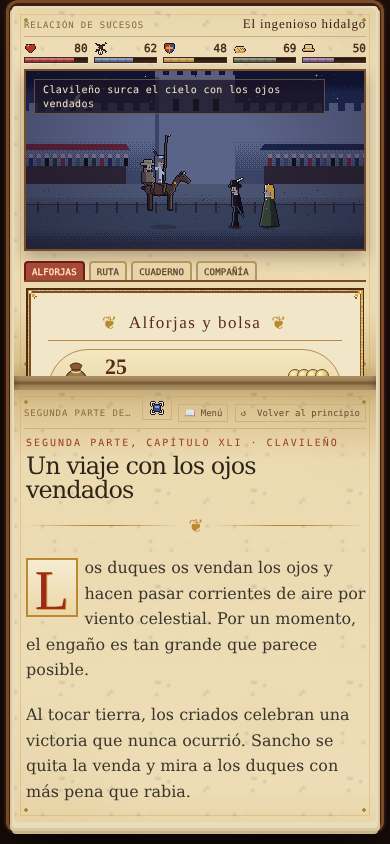 RELACIÓN DE SUCESOS
El ingenioso hidalgo
80 62 48 69 50
Clavileño surca el cielo con los ojos
vendados
ALFORJAS RUTA CUADERNO COMPAÑÍA
Alforjas y bolsa
25
SEGUNDA PARTE DE… Menú ↺ Volver al principio
SEGUNDA PARTE, CAPÍTULO XLI · CLAVILEÑO
Un viaje con los ojos
vendados
Los duques os vendan los ojos y
hacen pasar corrientes de aire por
viento celestial. Por un momento,
el engaño es tan grande que parece
posible.
Al tocar tierra, los criados celebran una
victoria que nunca ocurrió. Sancho se
quita la venda y mira a los duques con
más pena que rabia.